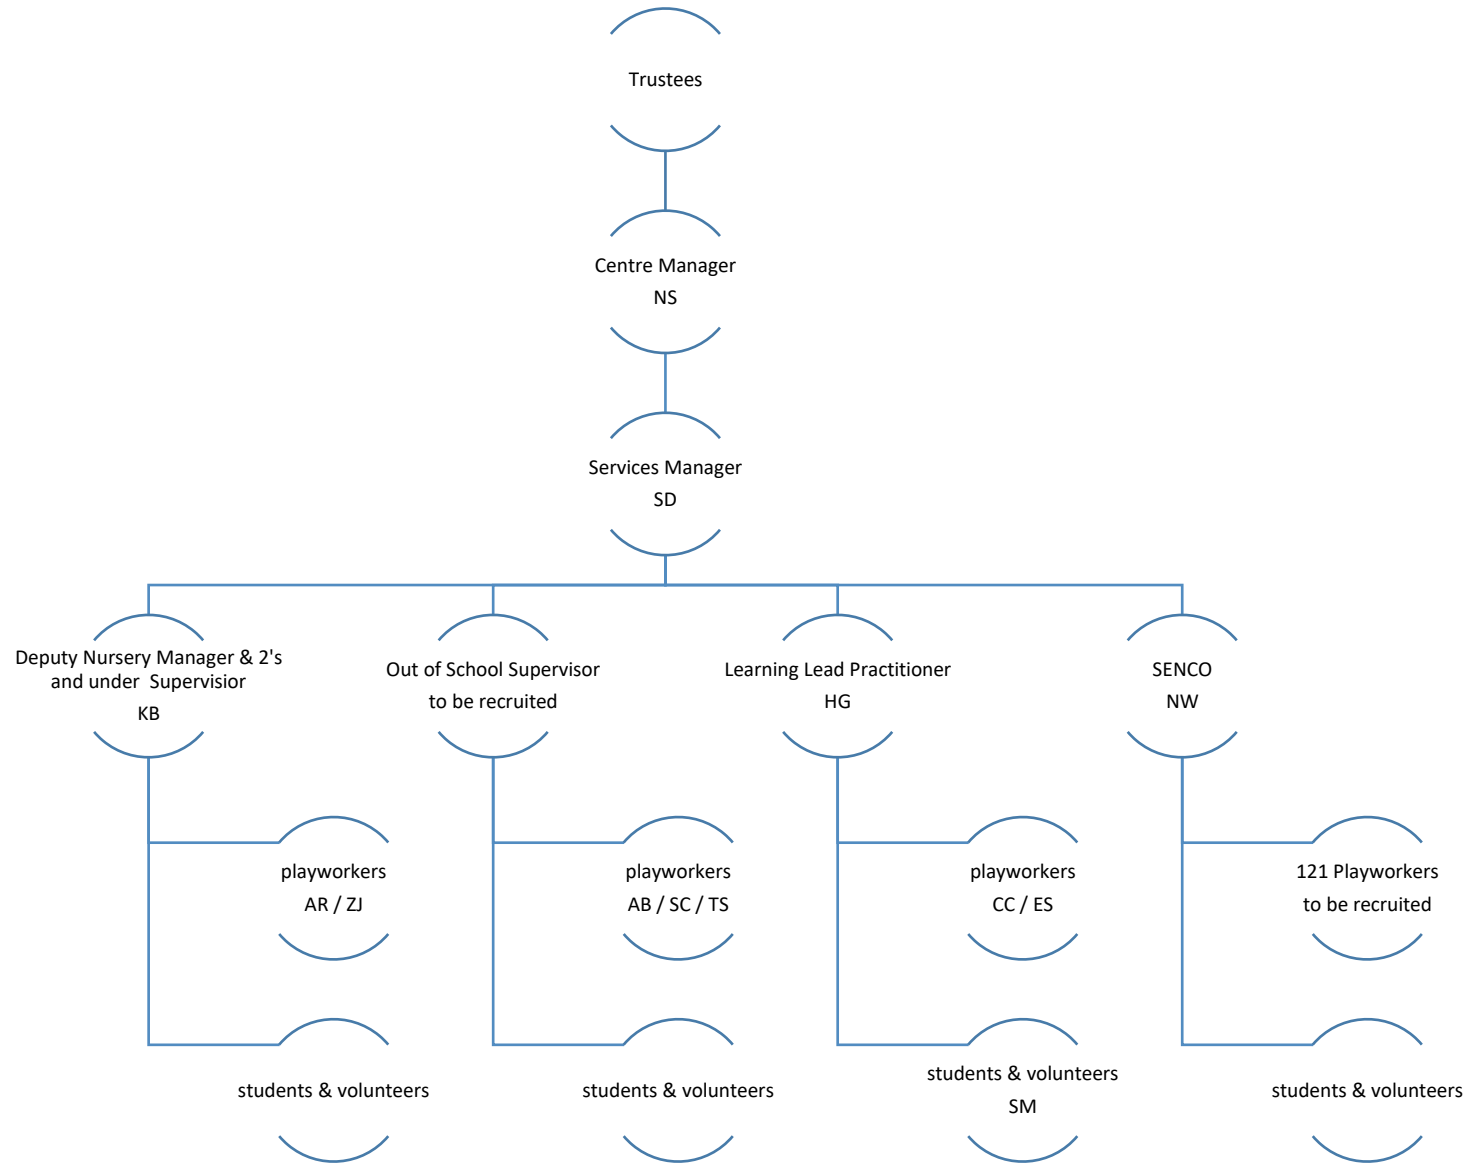 Trustees
Centre Manager
NS
Services Manager
SD
Deputy Nursery Manager & 2's
and under  Supervisior
KB
Out of School Supervisor
to be recruited
Learning Lead Practitioner
HG
SENCO
NW
playworkers
AR / ZJ
playworkers
AB / SC / TS
playworkers
CC / ES
121 Playworkers
to be recruited
students & volunteers
students & volunteers
students & volunteers
SM
students & volunteers